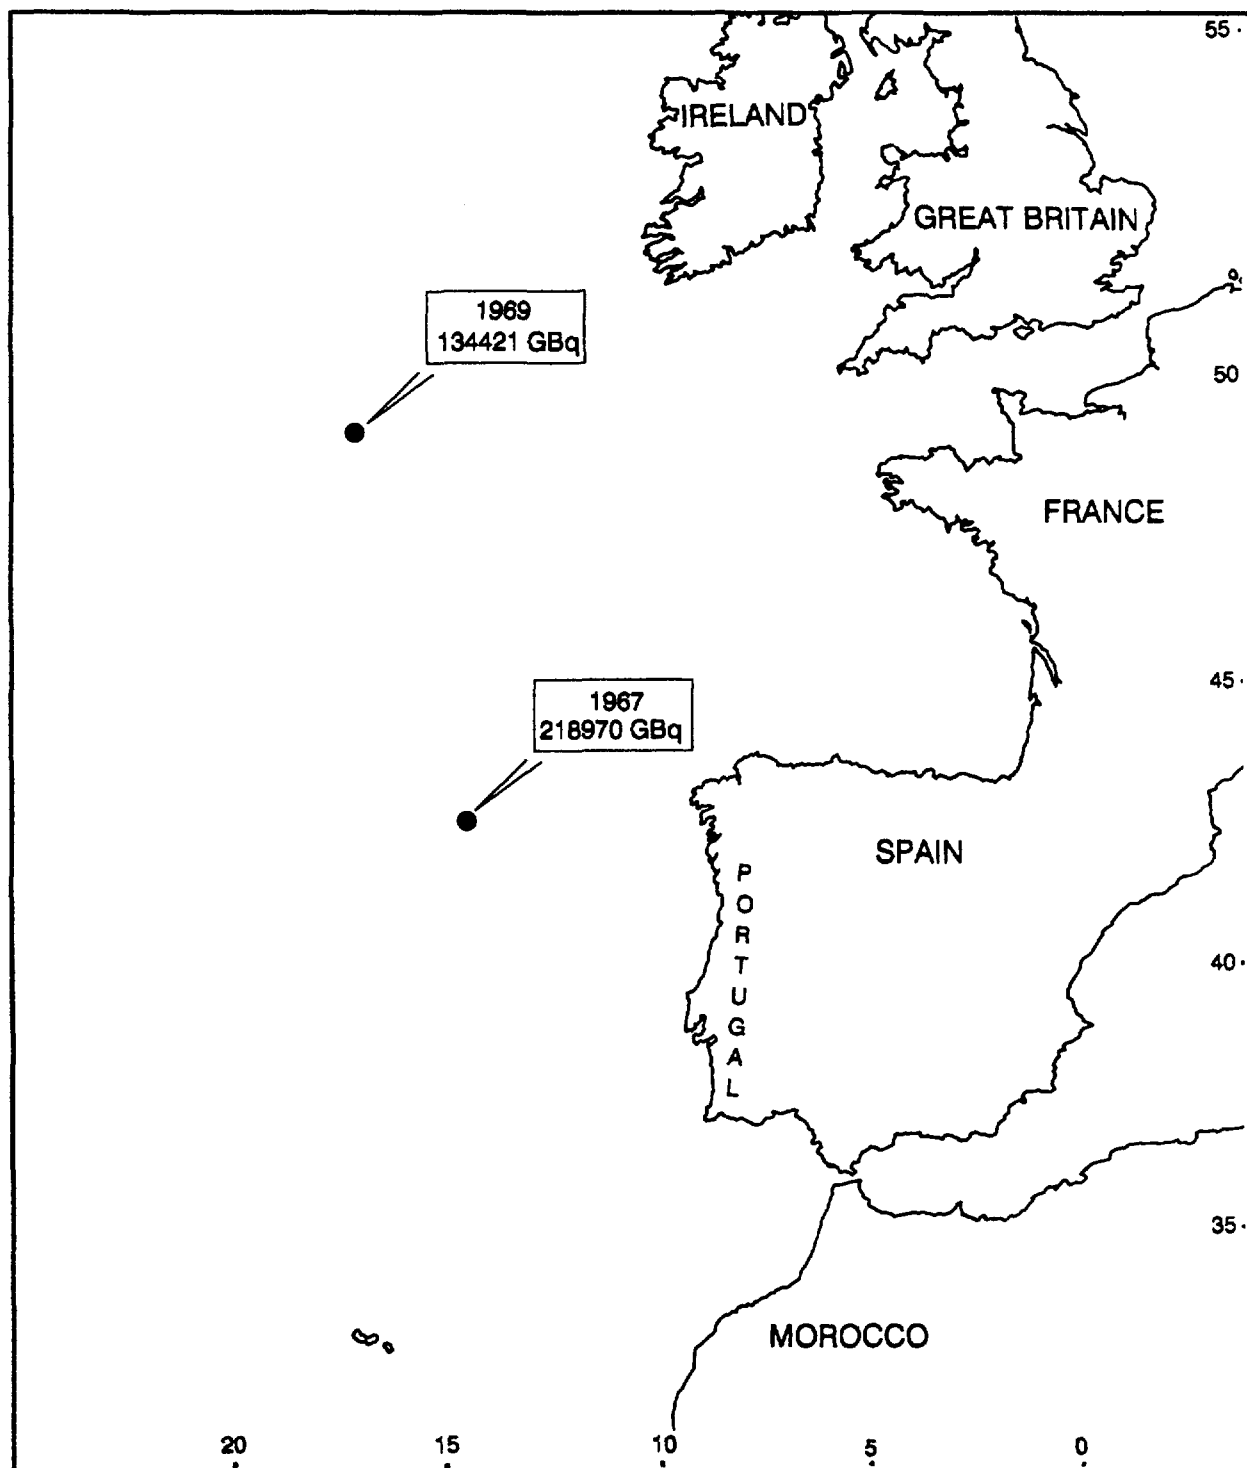 55
IRELAND
GREAT BRITAIN
1969
134421 GBq
50
FRANCE
45
1967
218970 GBq
SPAIN
PORTUGAL
40
35
MOROCCO
20 15 10 5 0